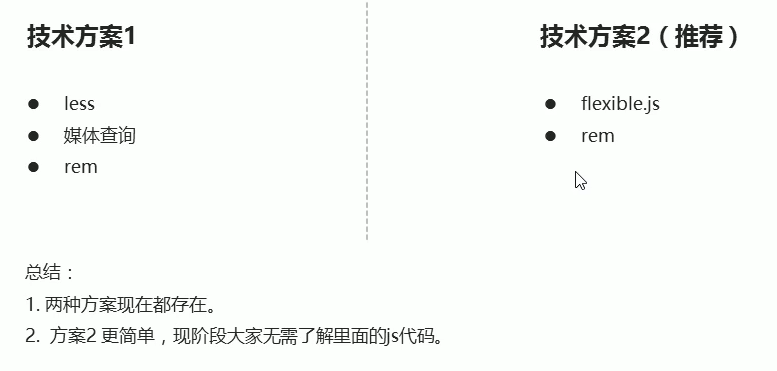 技术方案1
● less
● 媒体查询
● rem
技术方案2（推荐）
● flexible.js
● rem
总结：
1. 两种方案现在都存在。
2. 方案2 更简单，现阶段大家无需了解里面的js代码。